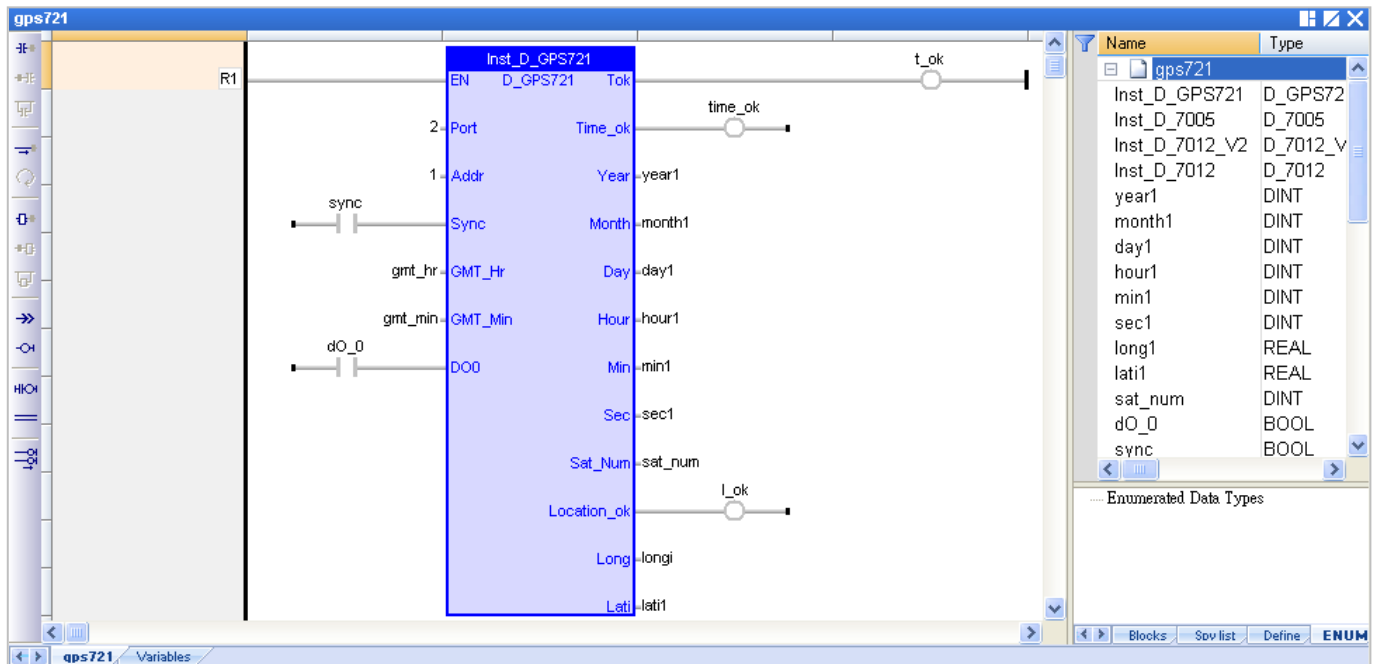 gps721
Name Type
gps721
Inst_D_GPS721 D_GPS72
Inst_D_7005 D_7005
Inst_D_7012_V2 D_7012_V
Inst_D_7012 D_7012
year1 DINT
month1 DINT
day1 DINT
hour1 DINT
min1 DINT
sec1 DINT
long1 REAL
lati1 REAL
sat_num DINT
dO_0 BOOL
sync BOOL
Enumerated Data Types
Blocks Spy list Define ENUM
R1
Inst_D_GPS721
EN D_GPS721 Tok
t_ok
2 Port Time_ok time_ok
1 Addr Year year1
sync
Sync Month month1
gmt_hr GMT_Hr Day day1
gmt_min GMT_Min Hour hour1
dO_0
DO0 Min min1
Sec sec1
Sat_Num sat_num
l_ok
Location_ok
Long longi
Lati lati1
gps721 Variables